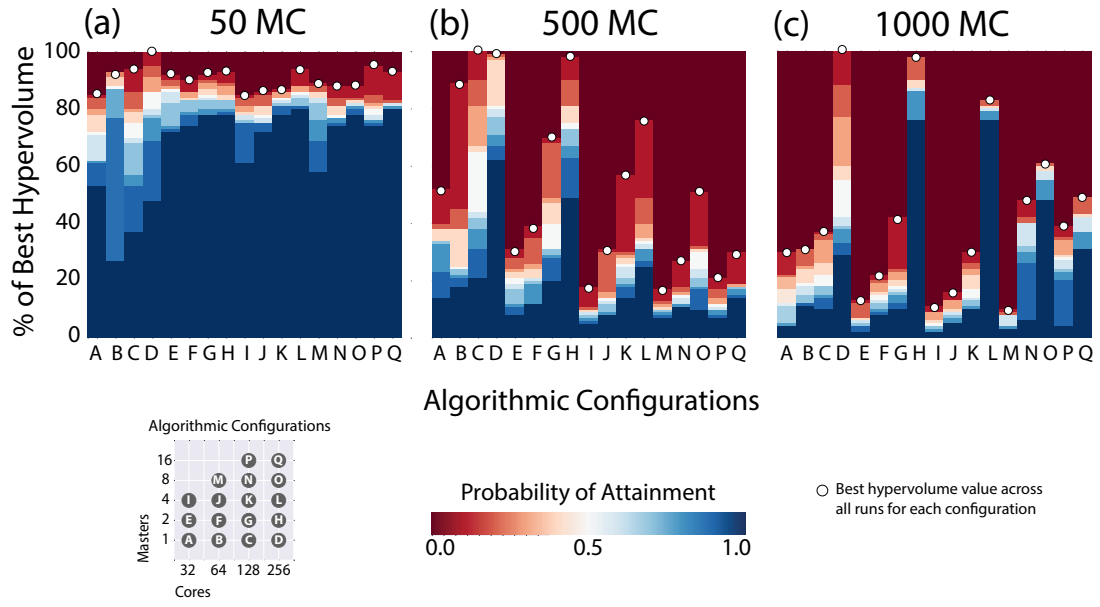 (a) 50 MC
(b) 500 MC
(c) 1000 MC
% of Best Hypervolume
100
80
60
40
20
0
A B C D E F G H I J K L M N O P Q
A B C D E F G H I J K L M N O P Q
A B C D E F G H I J K L M N O P Q
Algorithmic Configurations
Algorithmic Configurations
Masters
16 P Q
8 M N O
4 I J K L
2 E F G H
1 A B C D
32 64 128 256
Cores
Probability of Attainment
0.0 0.5 1.0
Best hypervolume value across
all runs for each configuration